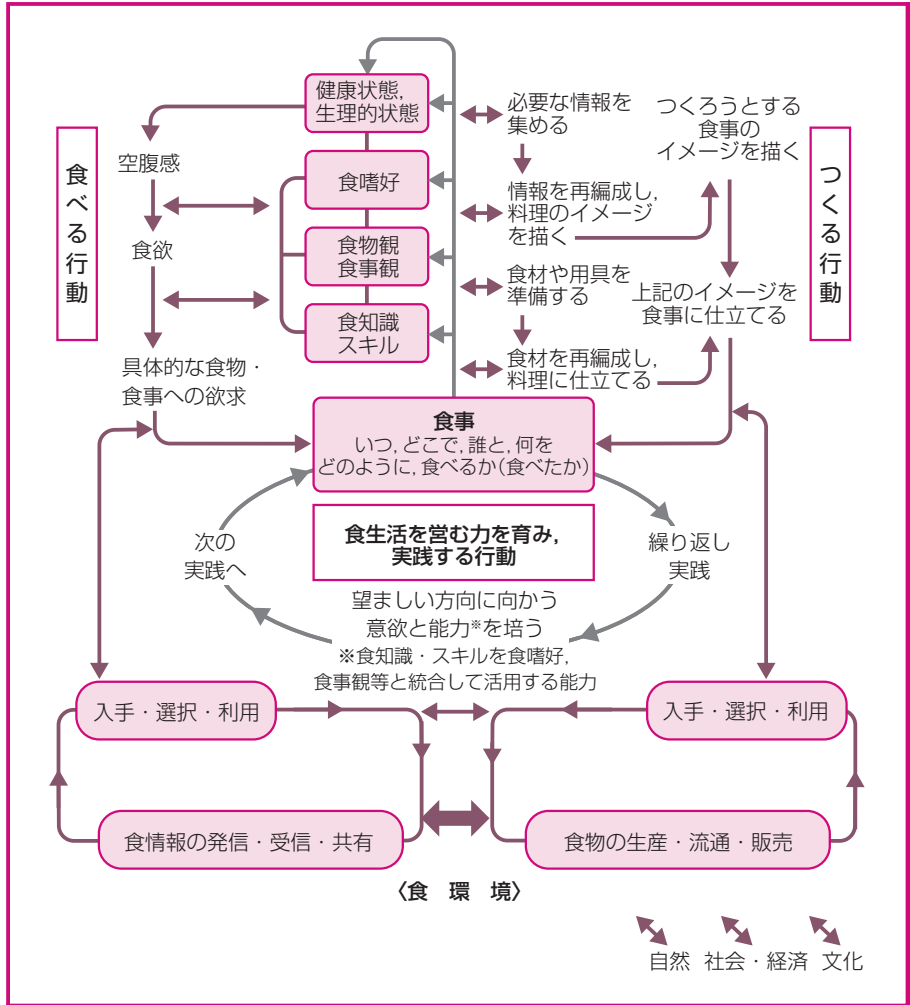 健康状態,
生理的状態
食べる行動
空腹感
食欲
具体的な食物・
食事への欲求
食嗜好
食物観
食事観
食知識
スキル
必要な情報を
集める
情報を再編成し,
料理のイメージ
を描く
食材や用具を
準備する
食材を再編成し,
料理に仕立てる
つくろうとする
食事の
イメージを描く
上記のイメージを
食事に仕立てる
つくる行動
食事
いつ, どこで, 誰と, 何を
どのように, 食べるか(食べたか)
食生活を営む力を育み,
実践する行動
次の
実践へ
繰り返し
実践
望ましい方向に向かう
意欲と能力※を培う
※食知識・スキルを食嗜好,
食事観等と統合して活用する能力
入手・選択・利用
入手・選択・利用
食情報の発信・受信・共有
食物の生産・流通・販売
〈食 環 境〉
自然 社会・経済 文化